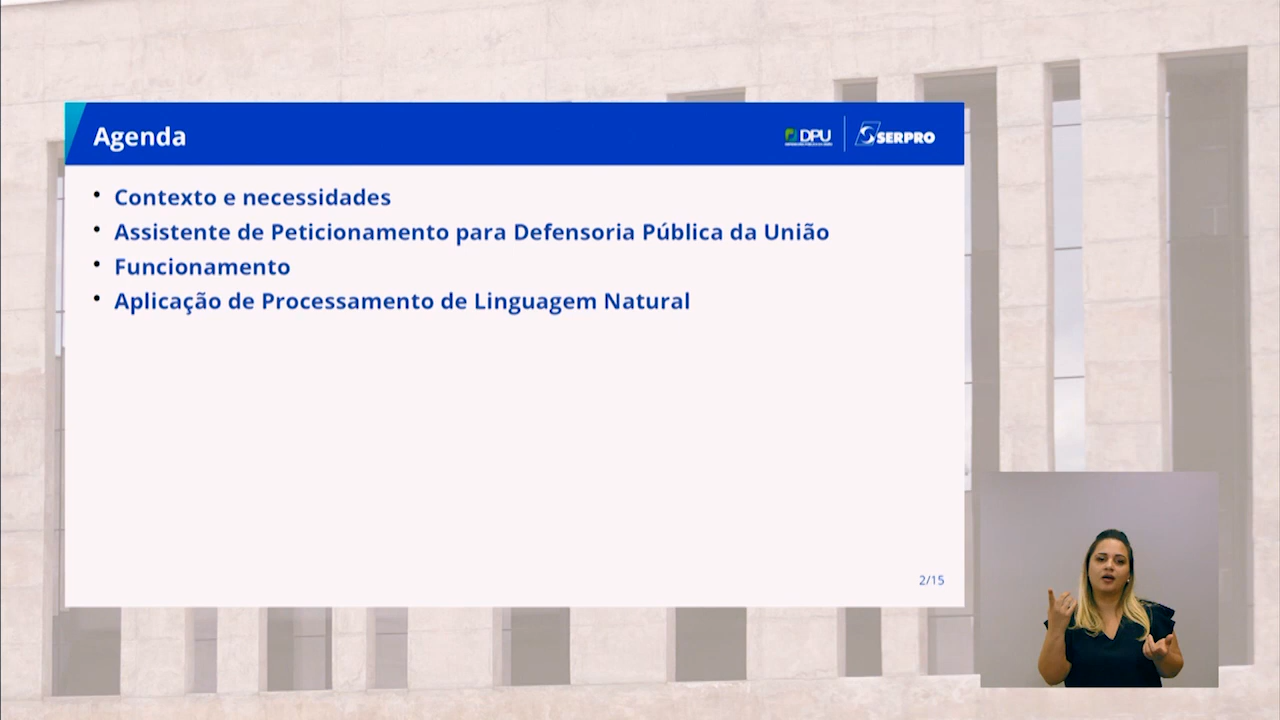 Agenda
DPU
SERPRO
• Contexto e necessidades
• Assistente de Peticionamento para Defensoria Pública da União
• Funcionamento
• Aplicação de Processamento de Linguagem Natural
2/15